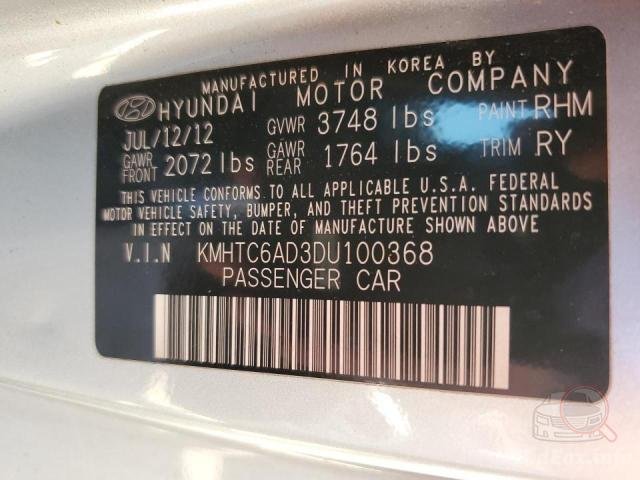 MANUFACTURED IN KOREA BY
HYUNDAI MOTOR COMPANY
JUL/12/12 GVWR 3748 lbs PAINT RHM
GAWR FRONT 2072 lbs GAWR REAR 1764 lbs TRIM RY
THIS VEHICLE CONFORMS TO ALL APPLICABLE U.S.A. FEDERAL
MOTOR VEHICLE SAFETY, BUMPER, AND THEFT PREVENTION STANDARDS
IN EFFECT ON THE DATE OF MANUFACTURE SHOWN ABOVE.
V.I.N KMHTC6AD3DU100368
PASSENGER CAR